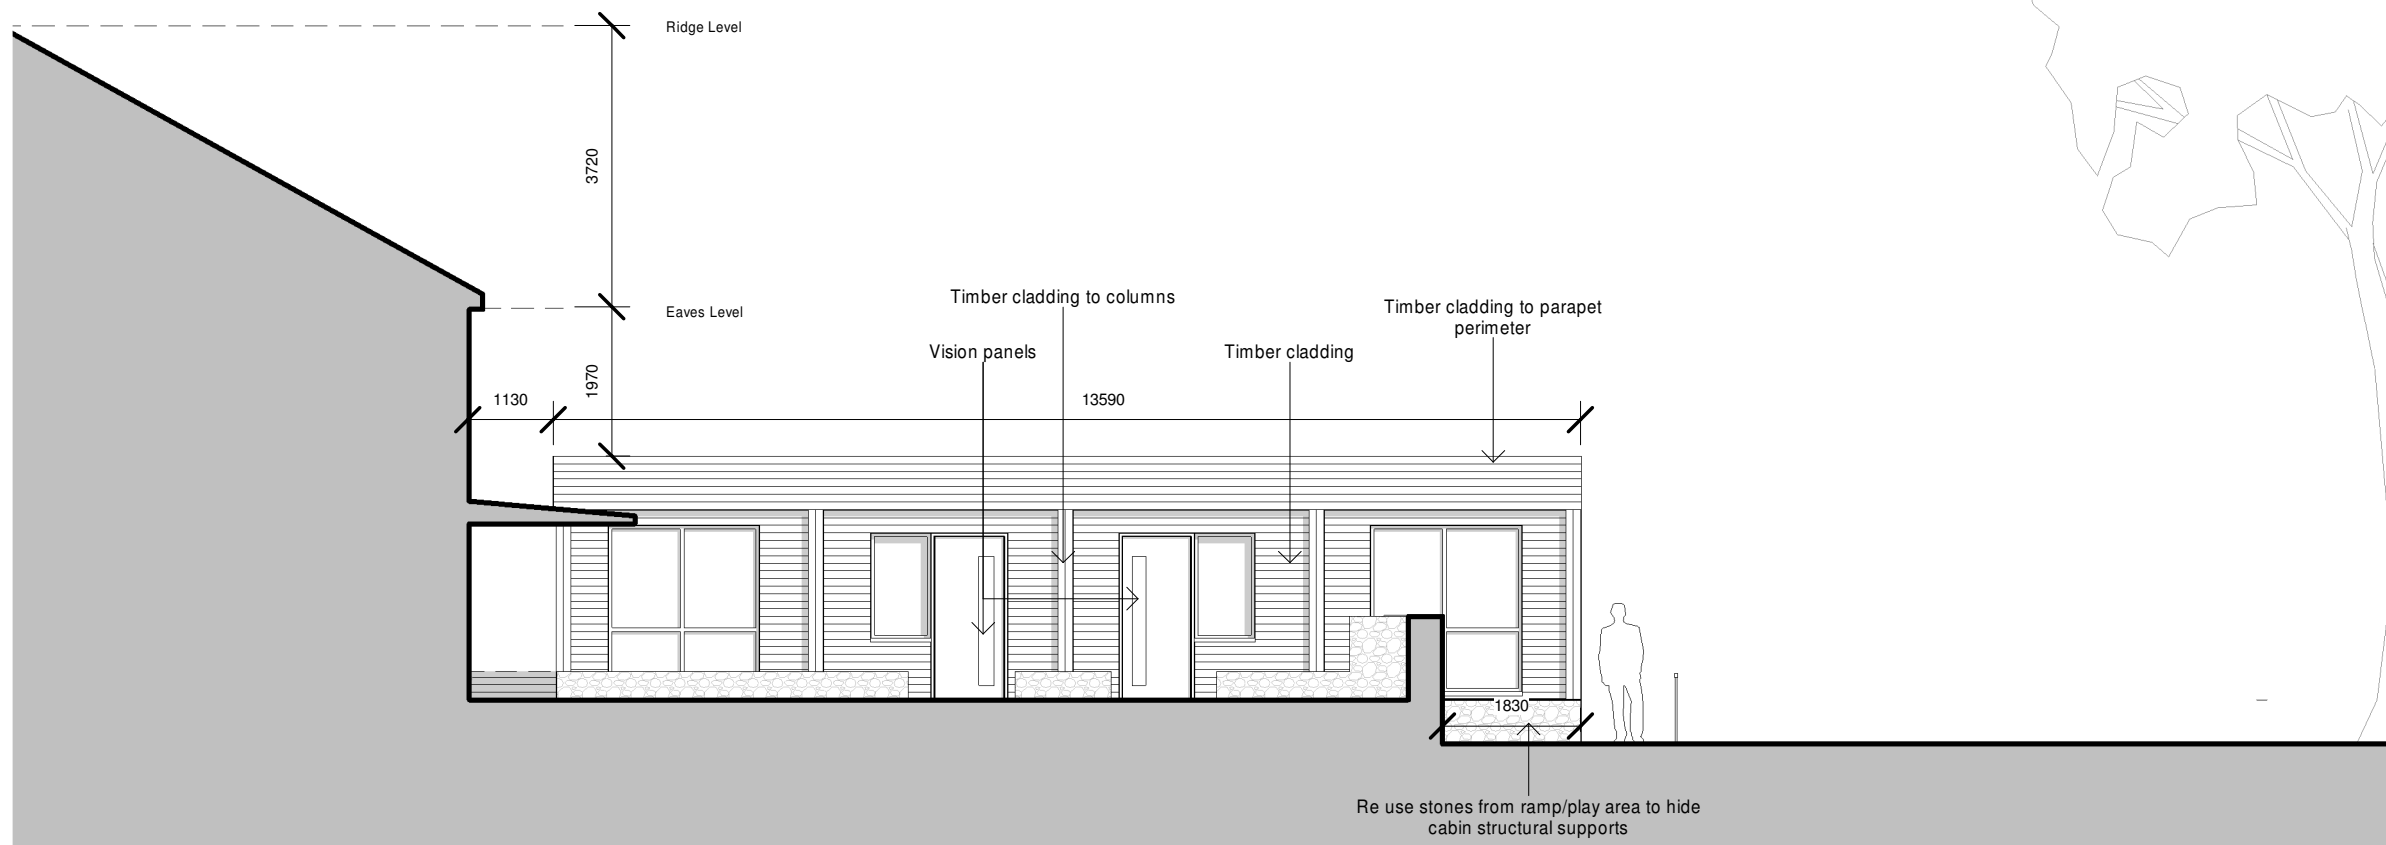 Ridge Level
3720
Eaves Level
Timber cladding to columns
Timber cladding to parapet
perimeter
Vision panels
Timber cladding
1970
1130
13590
1830
Re use stones from ramp/play area to hide
cabin structural supports